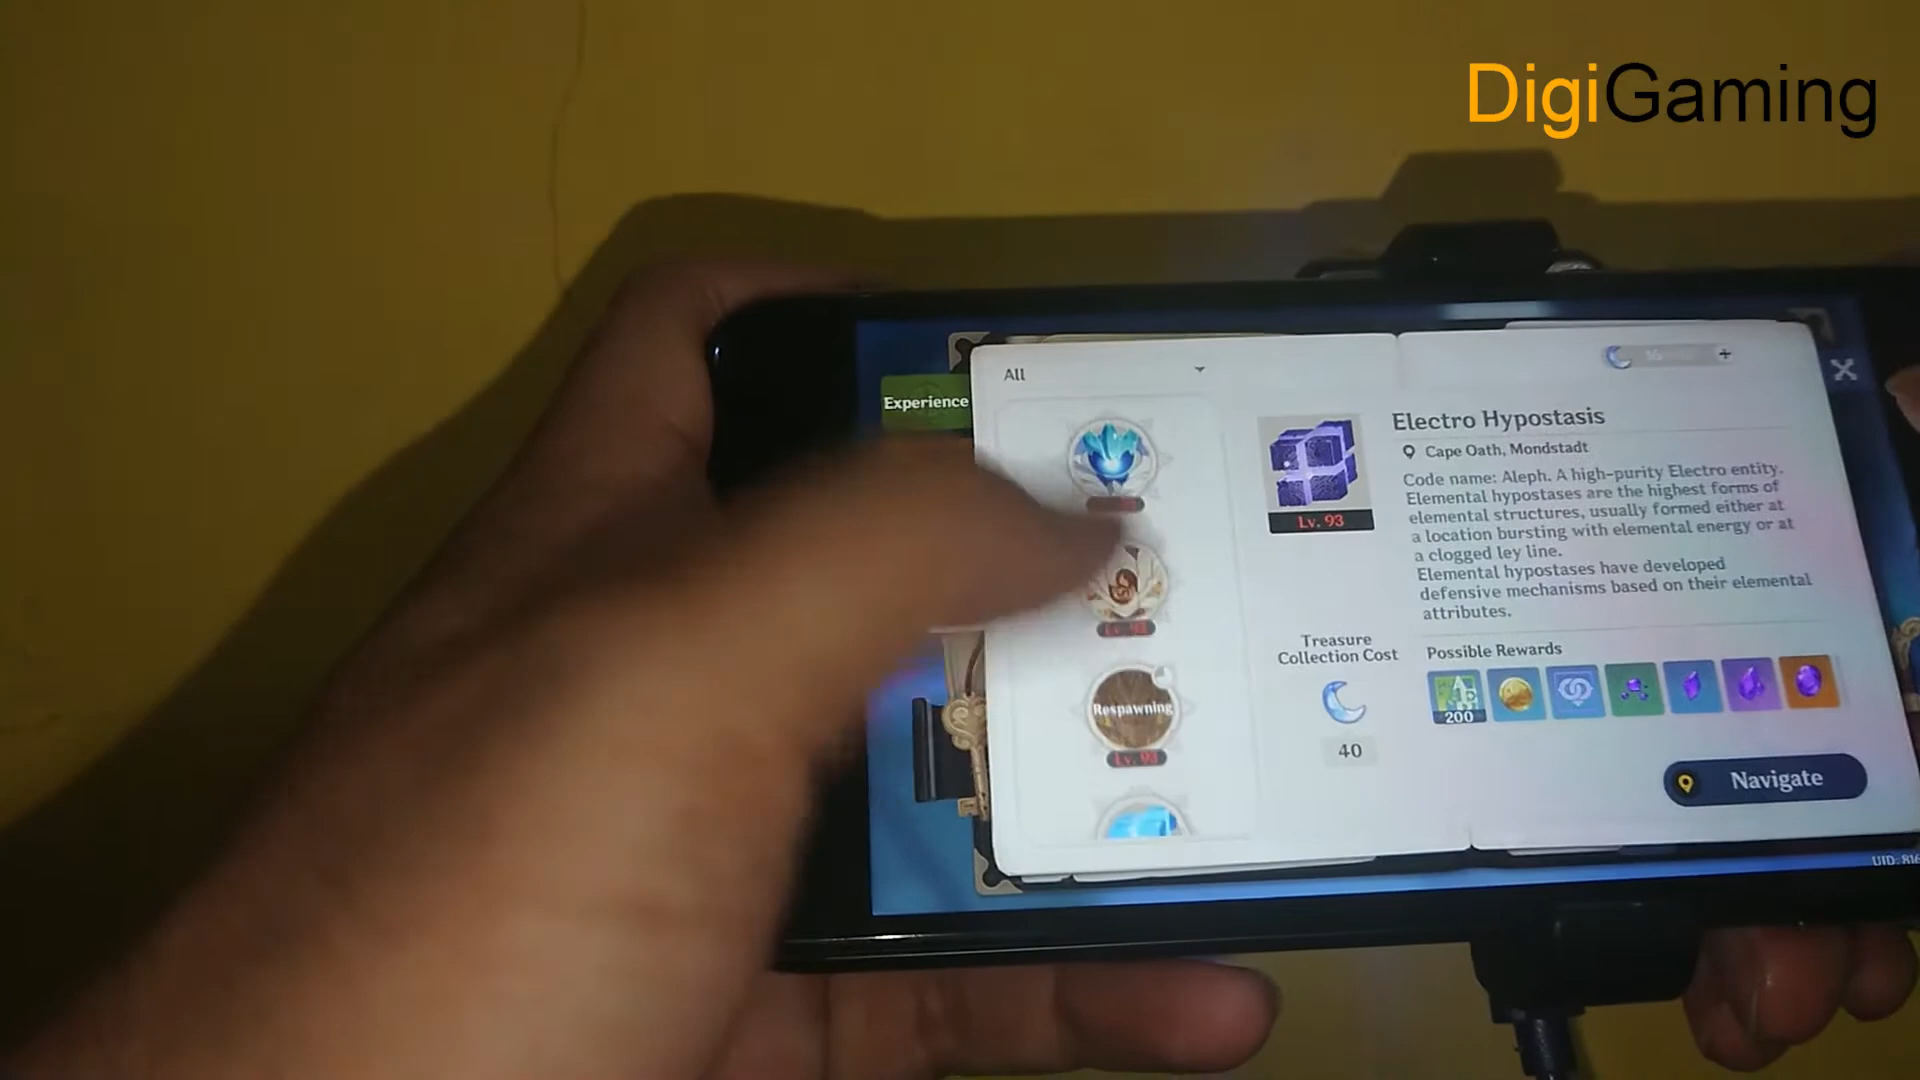 DigiGaming
All
Experience
Electro Hypostasis
Cape Oath, Mondstadt
Code name: Aleph. A high-purity Electro entity.
Elemental hypostases are the highest forms of
elemental structures, usually formed either at
a location bursting with elemental energy or at
a clogged ley line.
Elemental hypostases have developed
defensive mechanisms based on their elemental
attributes.
Lv. 93
Treasure
Collection Cost
40
Possible Rewards
200
Respawning
Lv. 93
Navigate